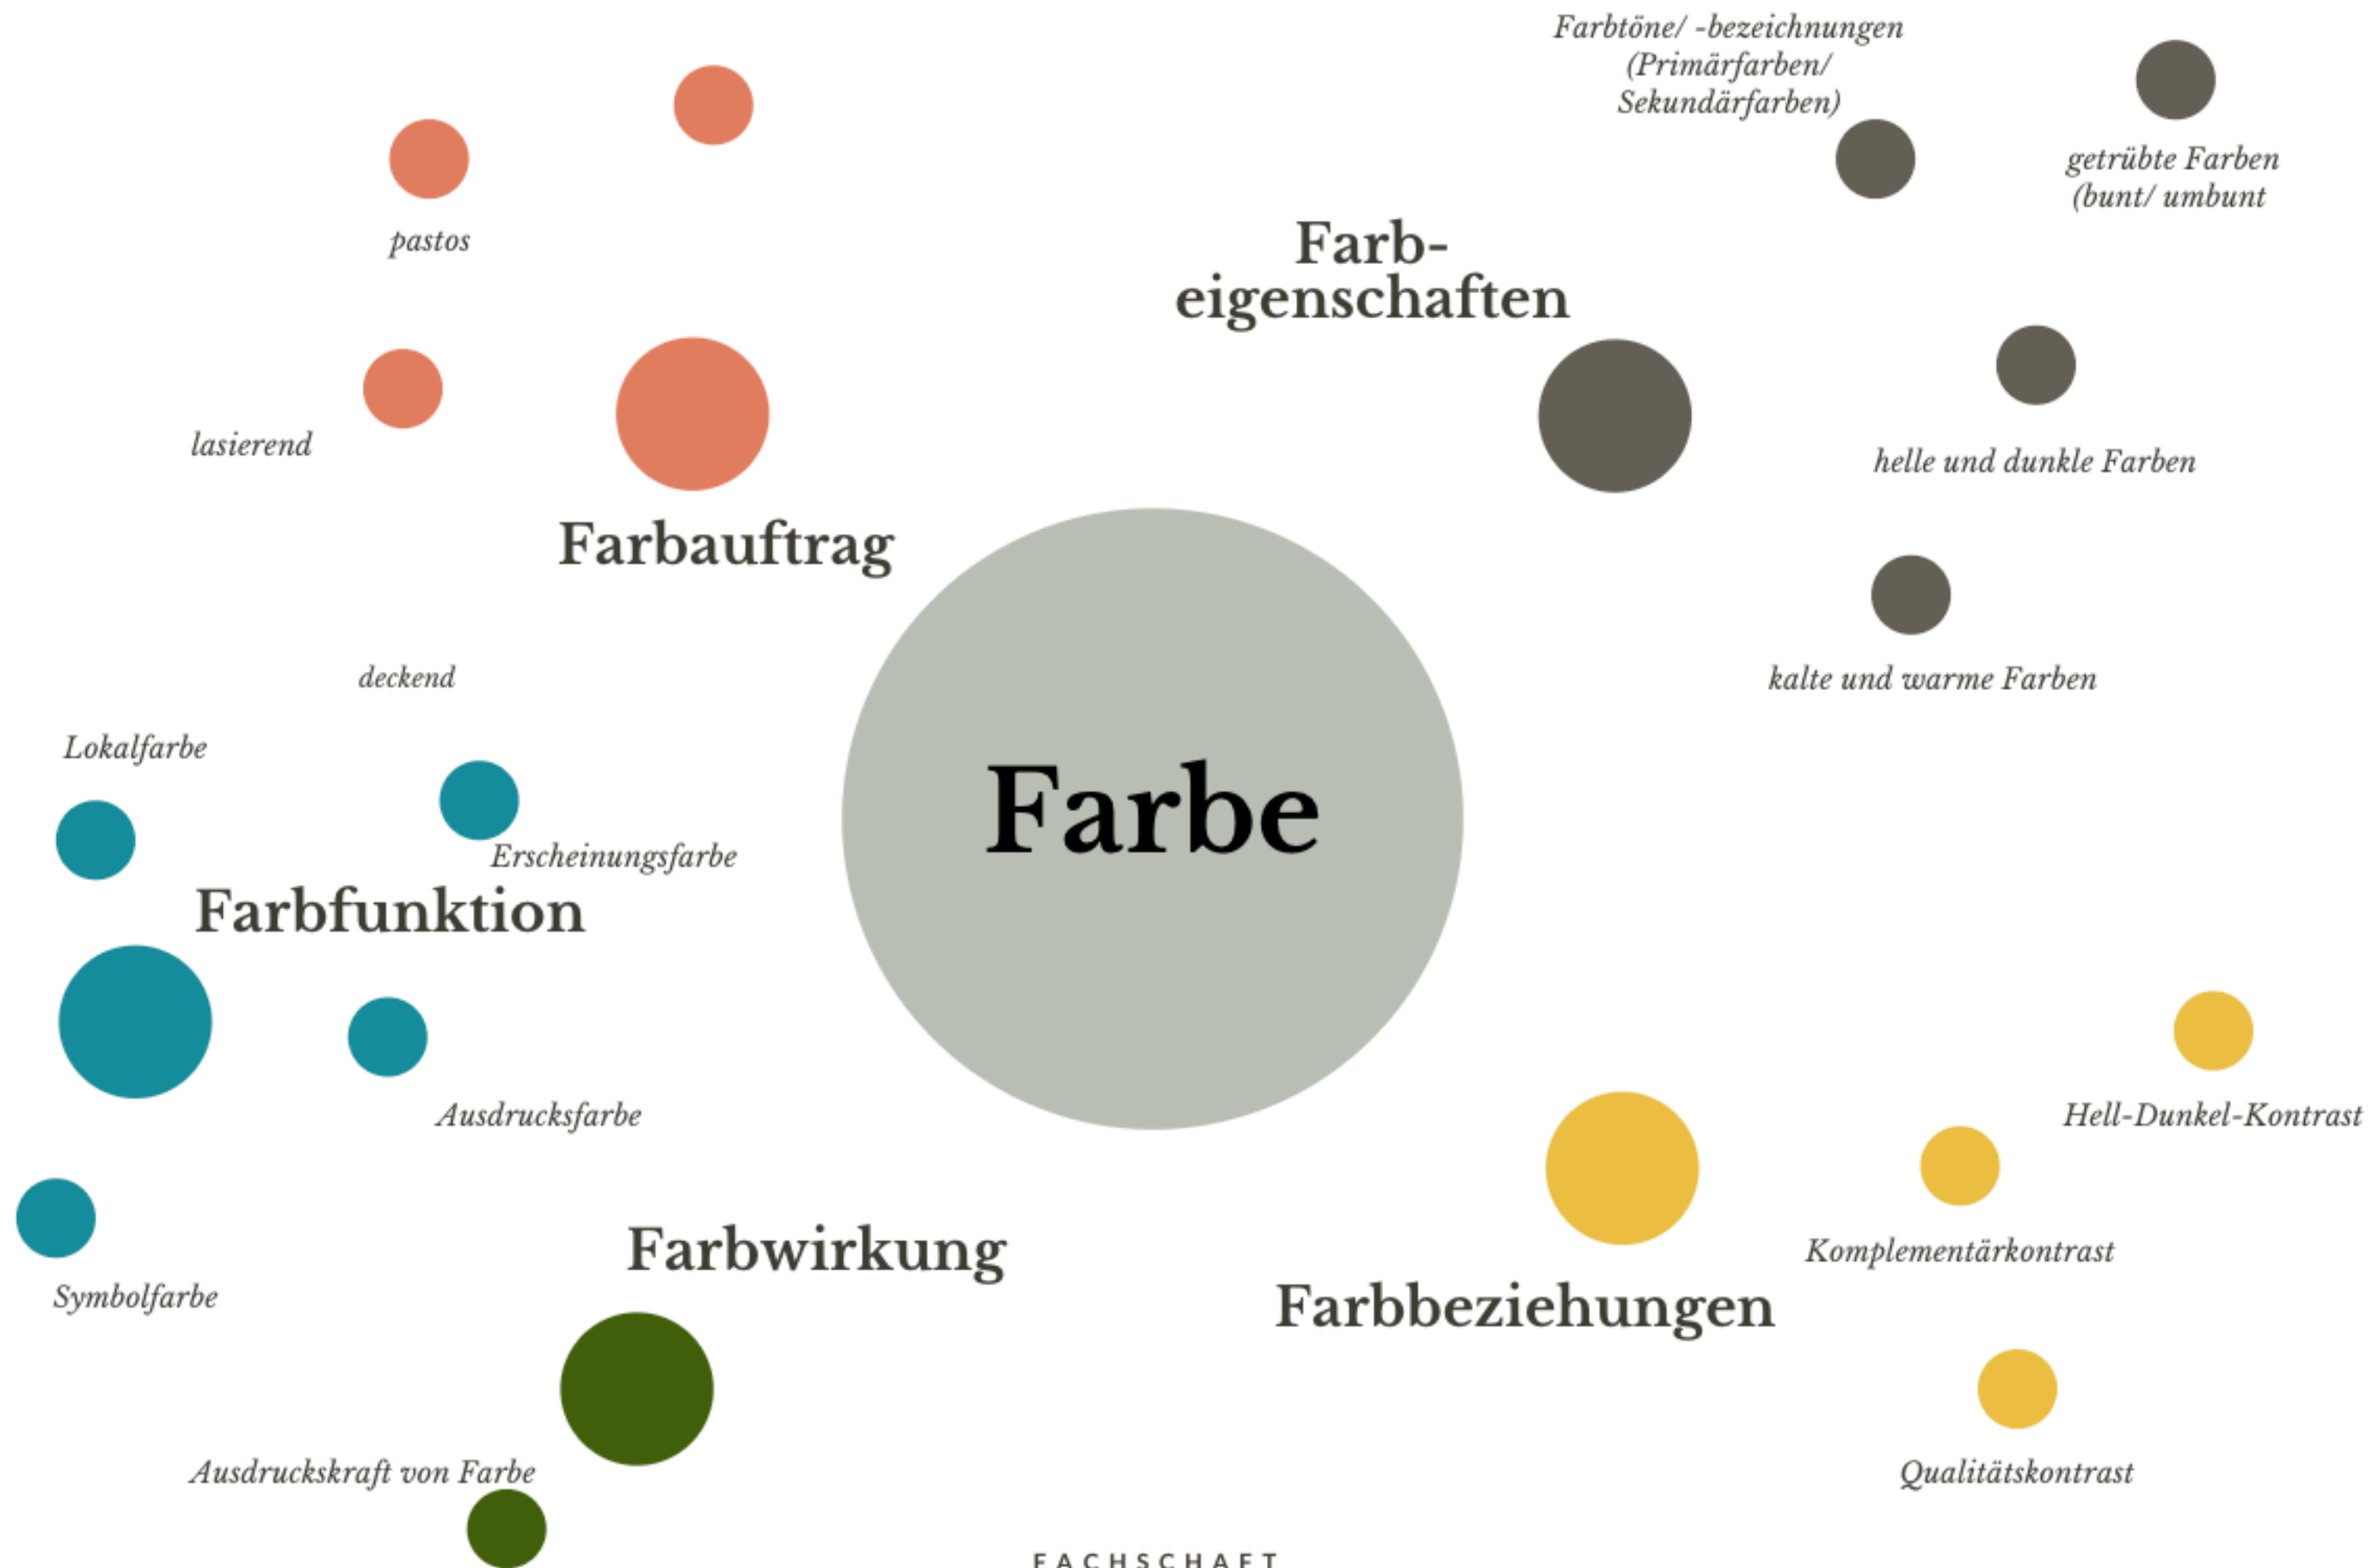 Farbtöne/ -bezeichnungen
(Primärfarben/
Sekundärfarben)
getrübte Farben
(bunt/ umbunt
pastos
Farb-
eigenschaften
lasierend
helle und dunkle Farben
Farbauftrag
deckend
kalte und warme Farben
Lokalfarbe
Farbe
Erscheinungsfarbe
Farbfunktion
Ausdrucksfarbe
Hell-Dunkel-Kontrast
Farbwirkung
Komplementärkontrast
Symbolfarbe
Farbbeziehungen
Ausdruckskraft von Farbe
Qualitätskontrast
FACHSCHAFT